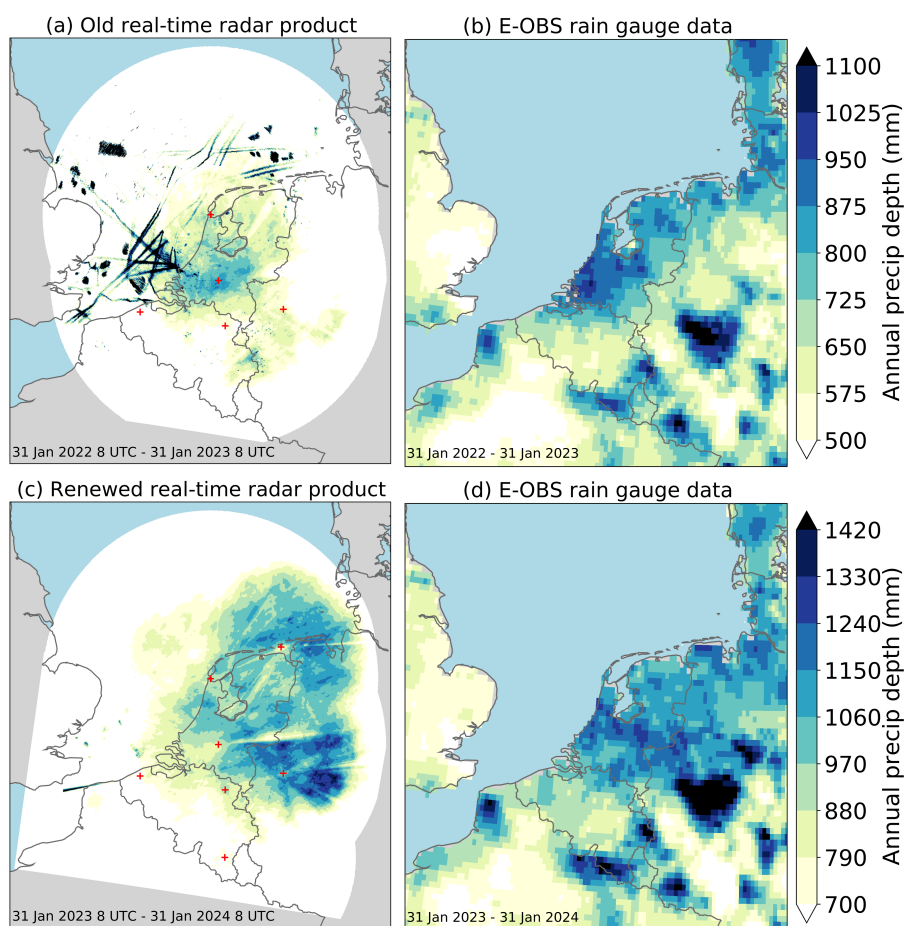 (a) Old real-time radar product
(b) E-OBS rain gauge data
31 Jan 2022 8 UTC - 31 Jan 2023 8 UTC
31 Jan 2022 - 31 Jan 2023
1100
1025
950
875
800
725
650
575
500
Annual precip depth (mm)
(c) Renewed real-time radar product
(d) E-OBS rain gauge data
31 Jan 2023 8 UTC - 31 Jan 2024 8 UTC
31 Jan 2023 - 31 Jan 2024
1420
1330
1240
1150
1060
970
880
790
700
Annual precip depth (mm)